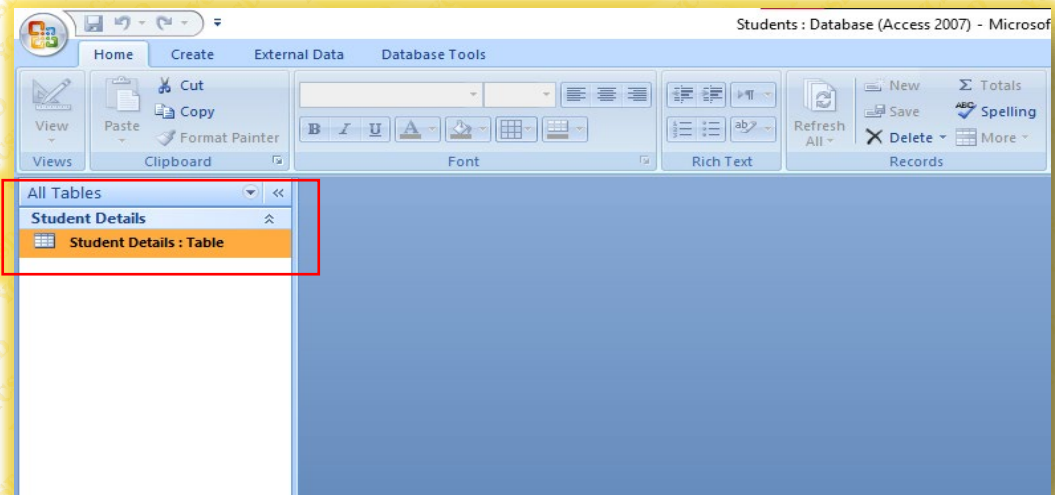 Students : Database (Access 2007) - Microsof
Home Create External Data Database Tools
View
Views
Paste
Cut
Copy
Format Painter
Clipboard
B I U A
Font
ab
Rich Text
Refresh
All
New
Save
Delete
Σ Totals
ABC
Spelling
More
Records
All Tables
Student Details
Student Details : Table